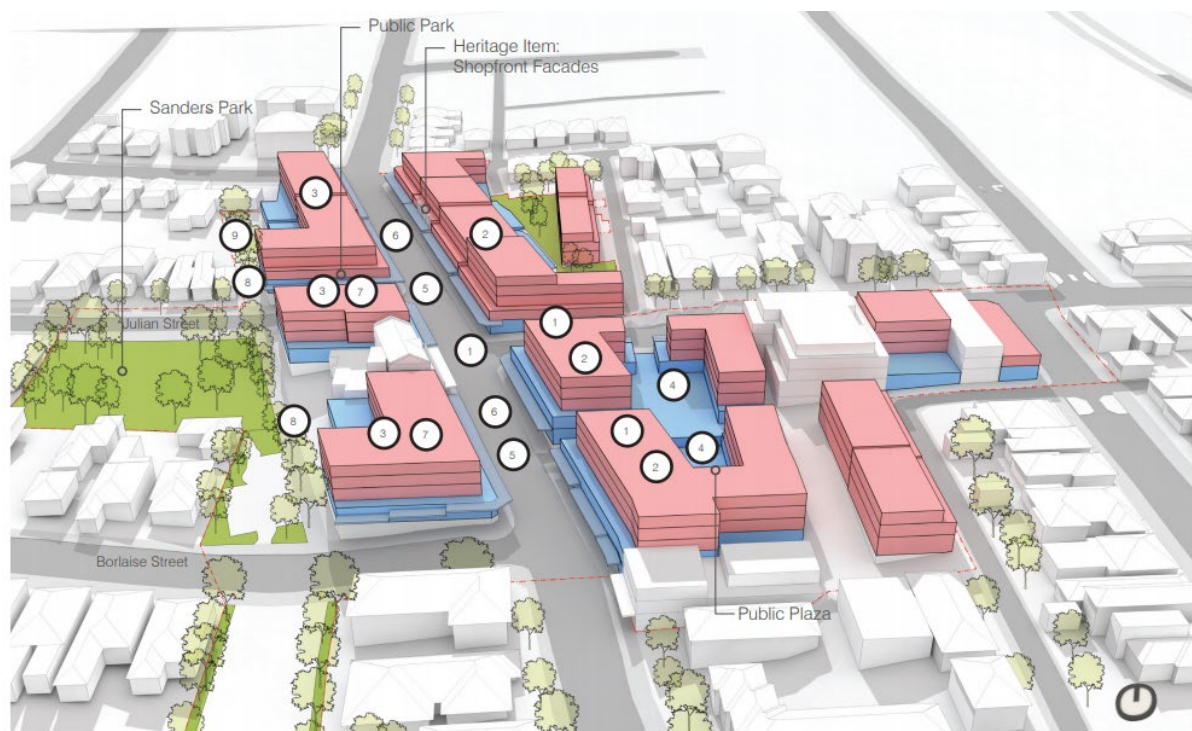 Public Park
Heritage Item:
Shopfront Facades
Sanders Park
3
9
6
2
8
3
7
5
Julian Street
1
1
2
4
3
7
6
8
1
4
5
2
Borlaise Street
Public Plaza